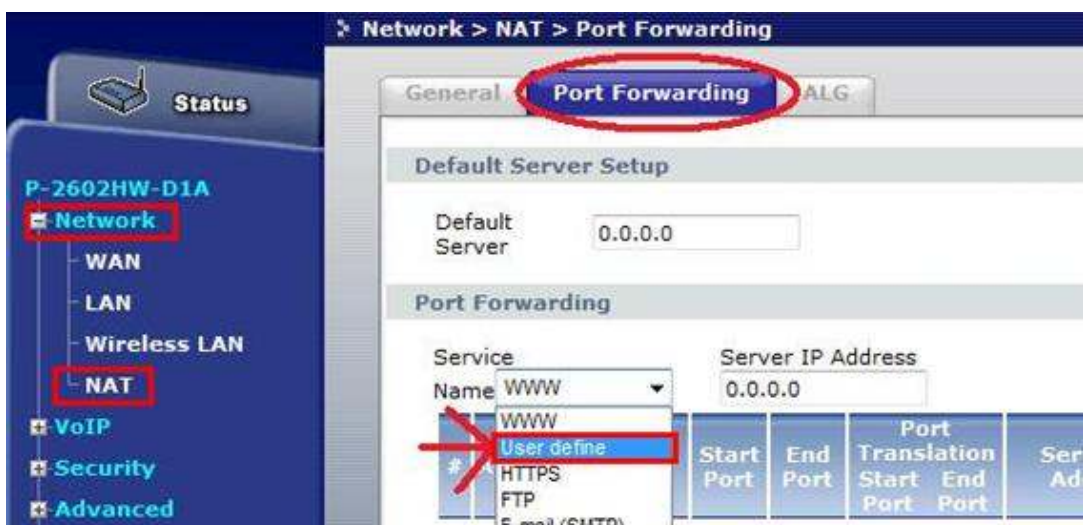 Network > NAT > Port Forwarding
Status
General Port Forwarding ALG
P-2602HW-D1A
Network
WAN
LAN
Wireless LAN
NAT
VoIP
Security
Advanced
Default Server Setup
Default
Server
0.0.0.0
Port Forwarding
Service
Name
WWW
Server IP Address
0.0.0.0
WWW
User define
HTTPS
FTP
E-mail (SMTP)
#
Start
Port
End
Port
Port
Translation
Start End
Port Port